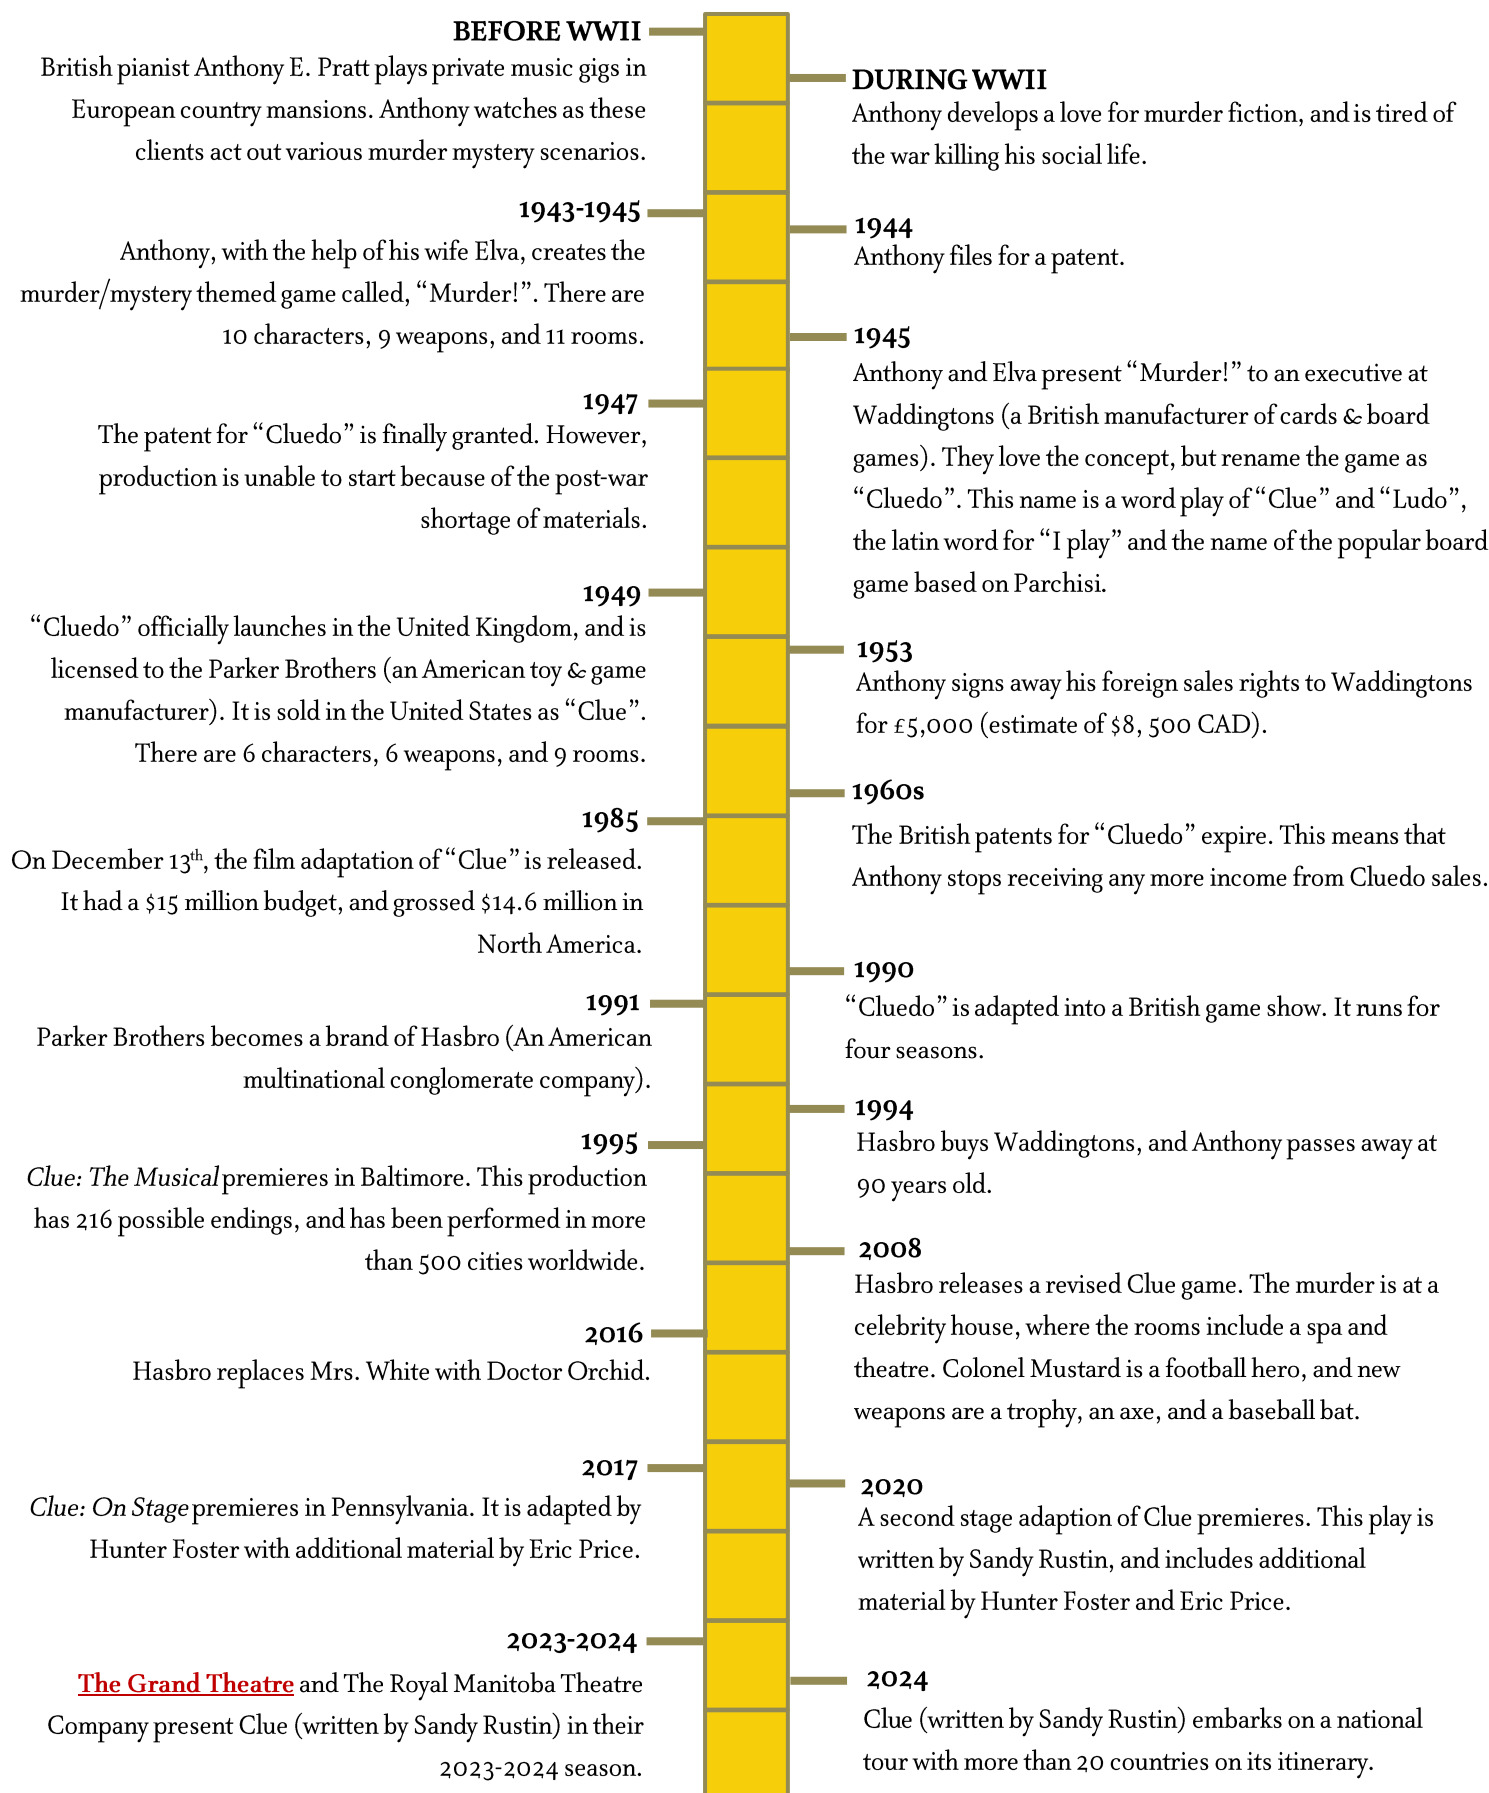 BEFORE WWII
British pianist Anthony E. Pratt plays private music gigs in
European country mansions. Anthony watches as these
clients act out various murder mystery scenarios.
DURING WWII
Anthony develops a love for murder fiction, and is tired of
the war killing his social life.
1943-1945
Anthony, with the help of his wife Elva, creates the
murder/mystery themed game called, “Murder!”. There are
10 characters, 9 weapons, and 11 rooms.
1944
Anthony files for a patent.
1945
Anthony and Elva present “Murder!” to an executive at
Waddingtons (a British manufacturer of cards & board
games). They love the concept, but rename the game as
“Cluedo”. This name is a word play of “Clue” and “Ludo”,
the latin word for “I play” and the name of the popular board
game based on Parchisi.
1947
The patent for “Cluedo” is finally granted. However,
production is unable to start because of the post-war
shortage of materials.
1949
“Cluedo” officially launches in the United Kingdom, and is
licensed to the Parker Brothers (an American toy & game
manufacturer). It is sold in the United States as “Clue”.
There are 6 characters, 6 weapons, and 9 rooms.
1953
Anthony signs away his foreign sales rights to Waddingtons
for £5,000 (estimate of $8, 500 CAD).
1960s
The British patents for “Cluedo” expire. This means that
Anthony stops receiving any more income from Cluedo sales.
1985
On December 13th, the film adaptation of “Clue” is released.
It had a $15 million budget, and grossed $14.6 million in
North America.
1990
“Cluedo” is adapted into a British game show. It runs for
four seasons.
1991
Parker Brothers becomes a brand of Hasbro (An American
multinational conglomerate company).
1994
Hasbro buys Waddingtons, and Anthony passes away at
90 years old.
1995
Clue: The Musical premieres in Baltimore. This production
has 216 possible endings, and has been performed in more
than 500 cities worldwide.
2008
Hasbro releases a revised Clue game. The murder is at a
celebrity house, where the rooms include a spa and
theatre. Colonel Mustard is a football hero, and new
weapons are a trophy, an axe, and a baseball bat.
2016
Hasbro replaces Mrs. White with Doctor Orchid.
2017
Clue: On Stage premieres in Pennsylvania. It is adapted by
Hunter Foster with additional material by Eric Price.
2020
A second stage adaption of Clue premieres. This play is
written by Sandy Rustin, and includes additional
material by Hunter Foster and Eric Price.
2023-2024
The Grand Theatre and The Royal Manitoba Theatre
Company present Clue (written by Sandy Rustin) in their
2023-2024 season.
2024
Clue (written by Sandy Rustin) embarks on a national
tour with more than 20 countries on its itinerary.